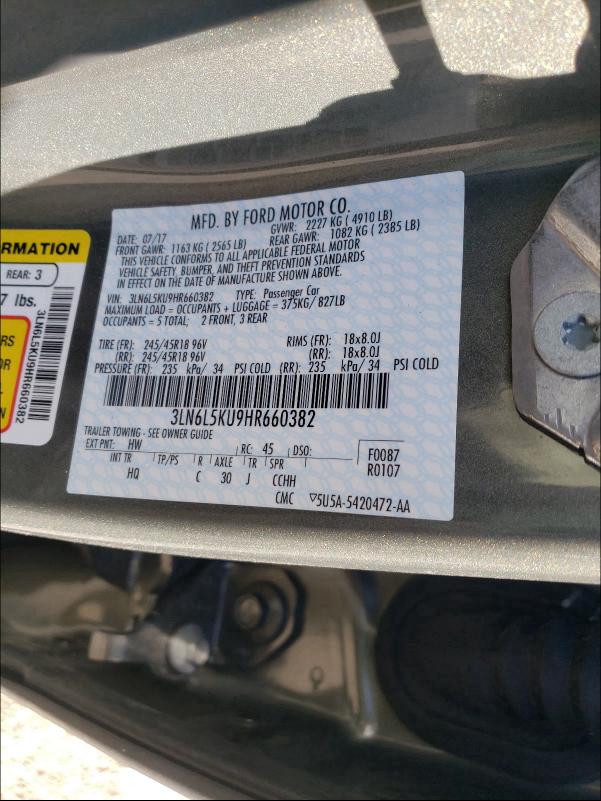 MFD. BY FORD MOTOR CO.
DATE: 07/17 GVWR: 2227 KG ( 4910 LB)
FRONT GAWR: 1163 KG ( 2565 LB) REAR GAWR: 1082 KG ( 2385 LB)
THIS VEHICLE CONFORMS TO ALL APPLICABLE FEDERAL MOTOR
VEHICLE SAFETY, BUMPER, AND THEFT PREVENTION STANDARDS
IN EFFECT ON THE DATE OF MANUFACTURE SHOWN ABOVE.
VIN: 3LN6L5KU9HR660382 TYPE: Passenger Car
MAXIMUM LOAD = OCCUPANTS + LUGGAGE = 375KG/ 827LB
OCCUPANTS = 5 TOTAL; 2 FRONT, 3 REAR
TIRE (FR): 245/45R18 96V RIMS (FR): 18x8.0J
(RR): 245/45R18 96V (RR): 18x8.0J
PRESSURE (FR): 235 kPa/ 34 PSI COLD (RR): 235 kPa/ 34 PSI COLD
3LN6L5KU9HR660382
TRAILER TOWING - SEE OWNER GUIDE
EXT PNT: HW RC: 45 DSO: F0087
R0107
INT TR TP/PS R AXLE TR SPR
HQ C 30 J CCHH
CMC ▽5U5A-5420472-AA
ORMATION
REAR: 3
7 lbs.
3LN6L5KU9HR660382